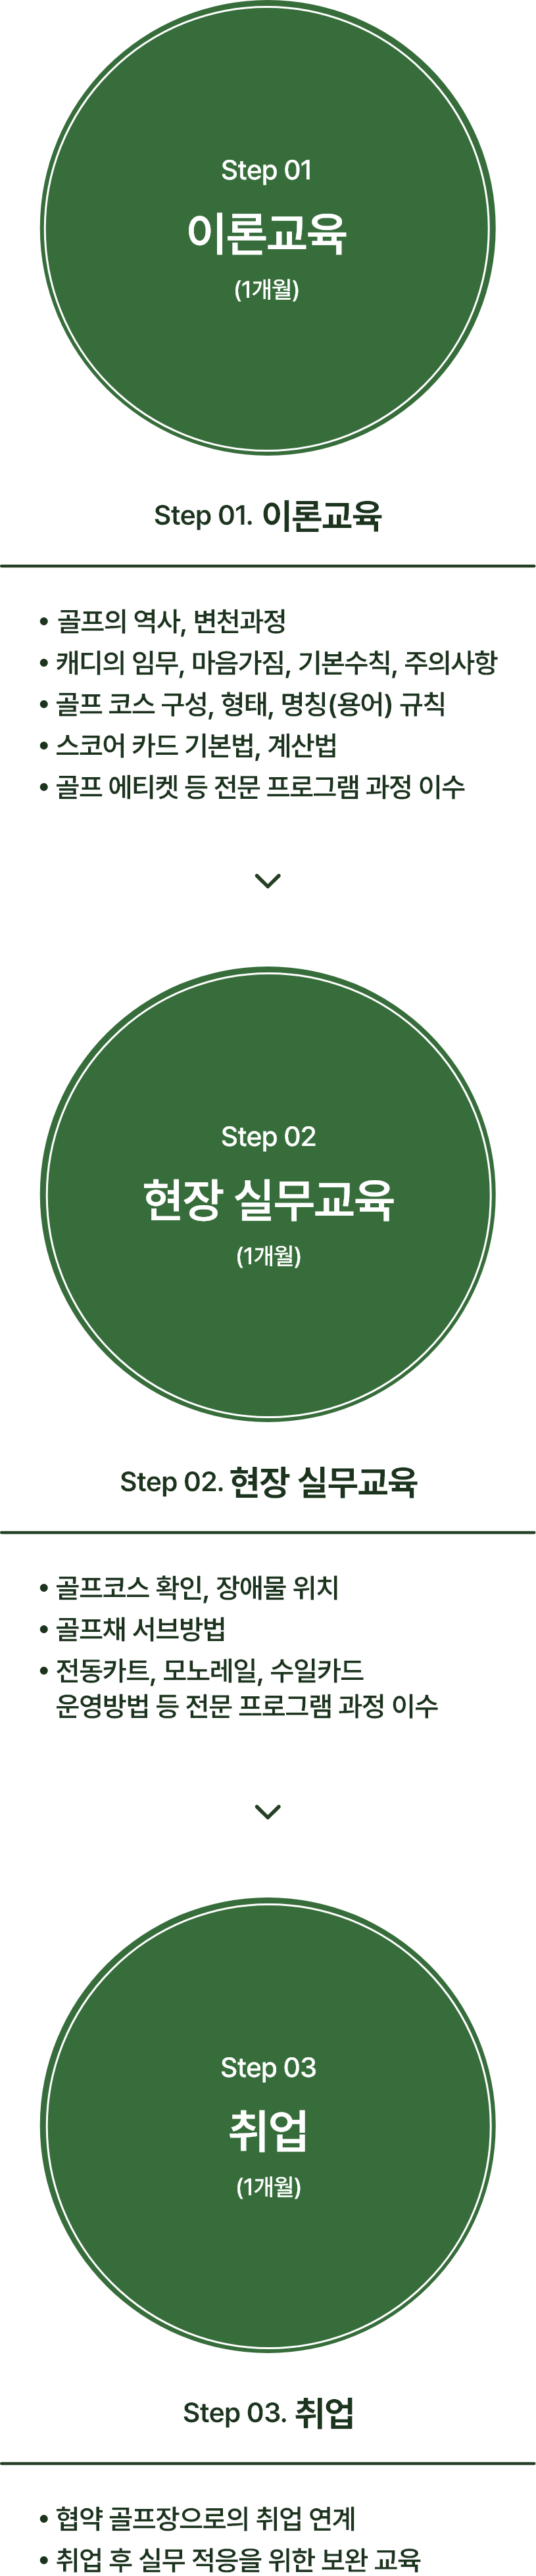 Step 01
이론교육
(1개월)
Step 01. 이론교육
• 골프의 역사, 변천과정
• 캐디의 임무, 마음가짐, 기본수칙, 주의사항
• 골프 코스 구성, 형태, 명칭(용어) 규칙
• 스코어 카드 기본법, 계산법
• 골프 에티켓 등 전문 프로그램 과정 이수
Step 02
현장 실무교육
(1개월)
Step 02. 현장 실무교육
• 골프코스 확인, 장애물 위치
• 골프채 서브방법
• 전동카트, 모노레일, 수일카드
운영방법 등 전문 프로그램 과정 이수
Step 03
취업
(1개월)
Step 03. 취업
• 협약 골프장으로의 취업 연계
• 취업 후 실무 적응을 위한 보완 교육